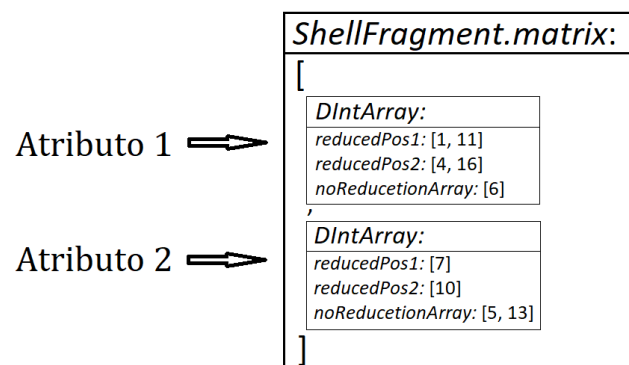 ShellFragment.matrix:
[
Atributo 1
DIntArray:
reducedPos1: [1, 11]
reducedPos2: [4, 16]
noReducetionArray: [6]
,
Atributo 2
DIntArray:
reducedPos1: [7]
reducedPos2: [10]
noReducetionArray: [5, 13]
]